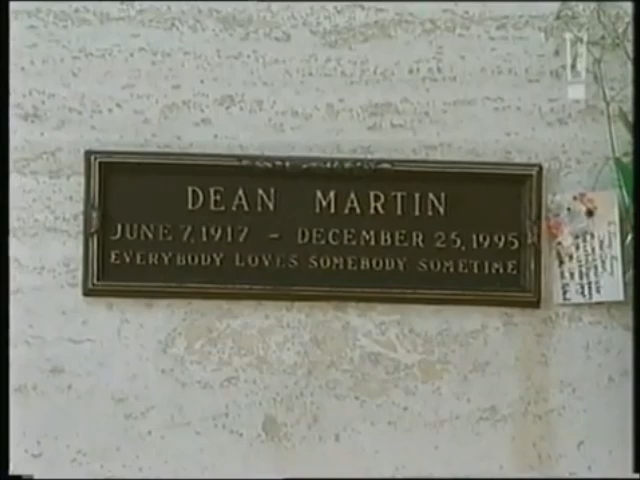 DEAN MARTIN
JUNE 7, 1917 – DECEMBER 25, 1995
EVERYBODY LOVES SOMEBODY SOMETIME